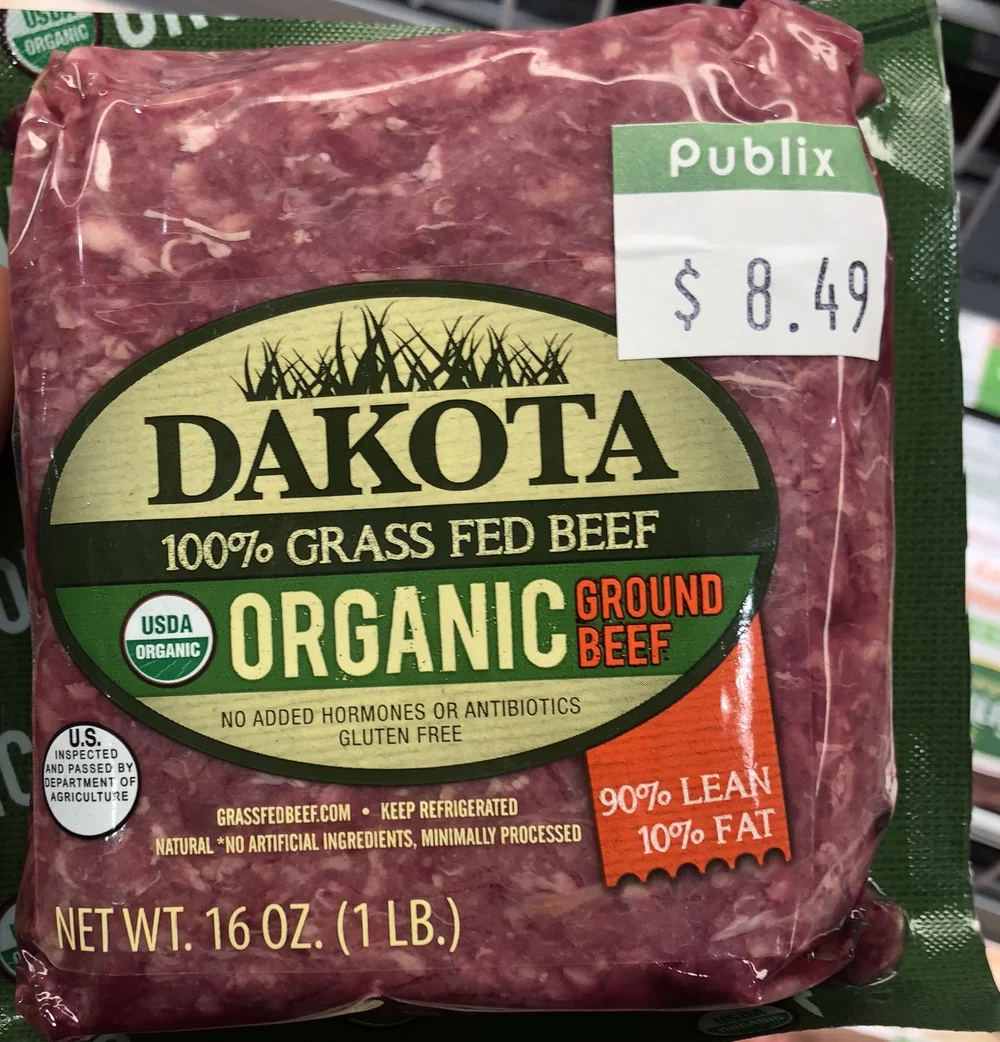 USDA
ORGANIC
Publix
$ 8.49
DAKOTA
100% GRASS FED BEEF
USDA
ORGANIC
ORGANIC
GROUND
BEEF
NO ADDED HORMONES OR ANTIBIOTICS
GLUTEN FREE
U.S.
INSPECTED
AND PASSED BY
DEPARTMENT OF
AGRICULTURE
90% LEAN
10% FAT
GRASSFEDBEEF.COM • KEEP REFRIGERATED
NATURAL *NO ARTIFICIAL INGREDIENTS, MINIMALLY PROCESSED
NET WT. 16 OZ. (1 LB.)